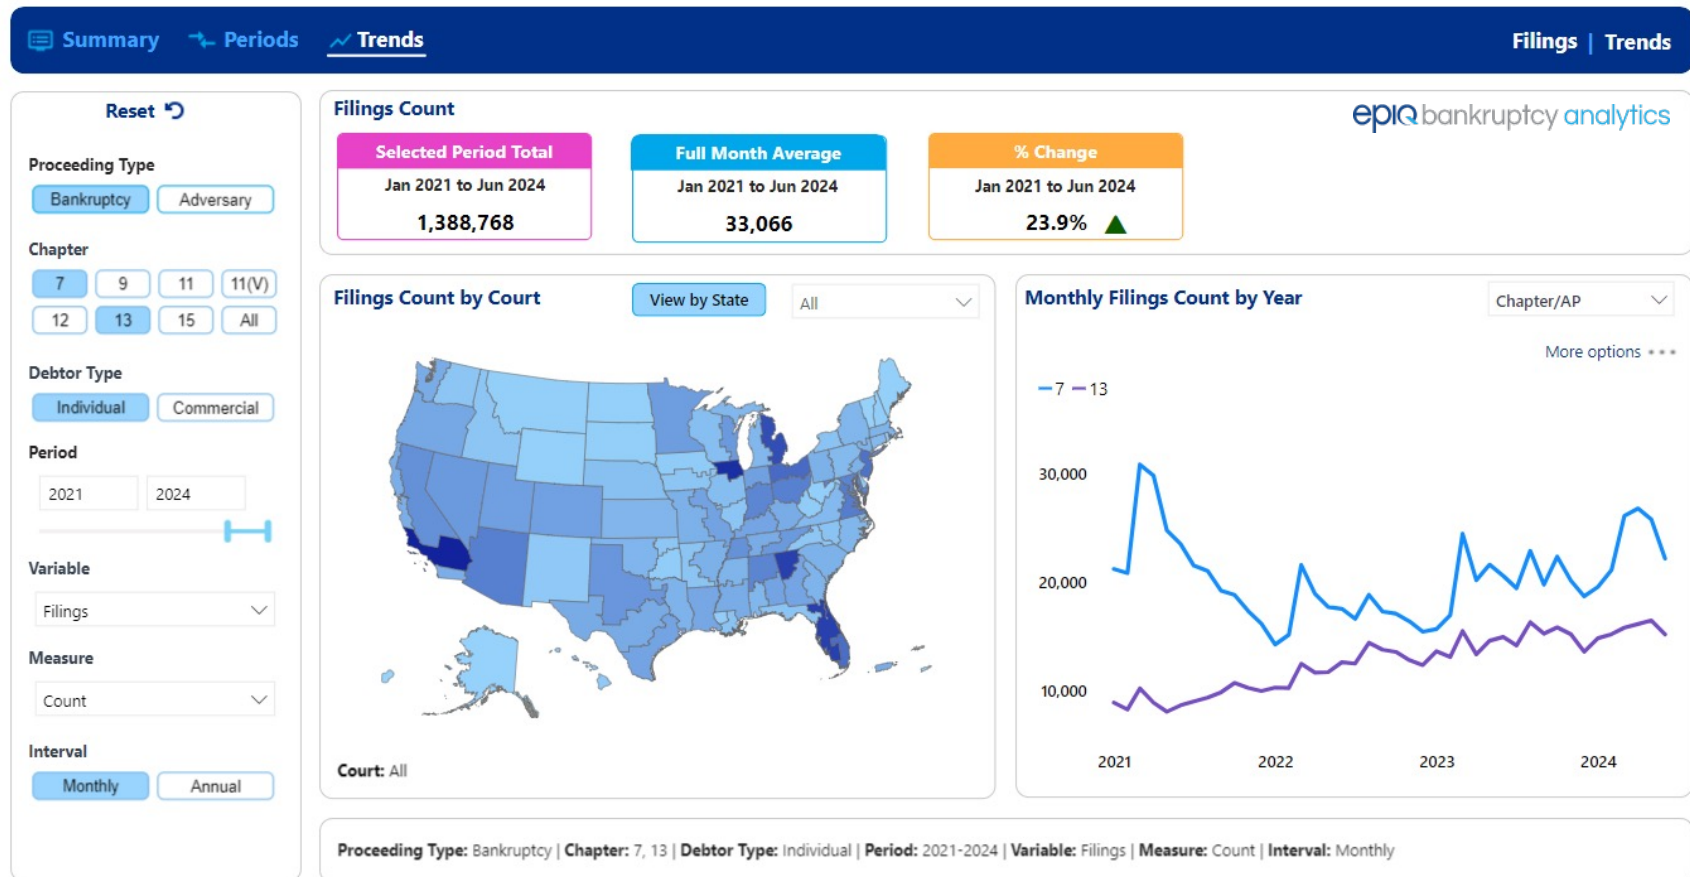 Summary Periods Trends Filings | Trends
Reset
Proceeding Type
Bankruptcy Adversary
Chapter
7 9 11 11(V)
12 13 15 All
Debtor Type
Individual Commercial
Period
2021 2024
Variable
Filings
Measure
Count
Interval
Monthly Annual
Filings Count
epiq bankruptcy analytics
Selected Period Total
Jan 2021 to Jun 2024
1,388,768
Full Month Average
Jan 2021 to Jun 2024
33,066
% Change
Jan 2021 to Jun 2024
23.9%
Filings Count by Court View by State All
Court: All
Monthly Filings Count by Year Chapter/AP
More options
7 13
30,000
20,000
10,000
2021 2022 2023 2024
Proceeding Type: Bankruptcy | Chapter: 7, 13 | Debtor Type: Individual | Period: 2021-2024 | Variable: Filings | Measure: Count | Interval: Monthly